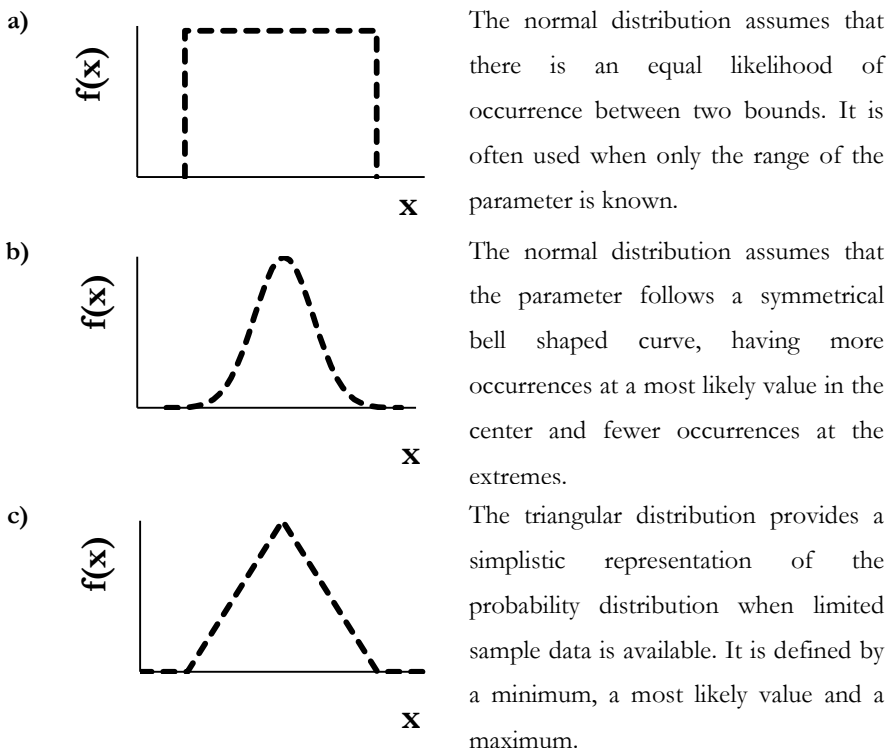 a)
f(x)
x
The normal distribution assumes that
there is an equal likelihood of
occurrence between two bounds. It is
often used when only the range of the
parameter is known.
b)
f(x)
x
The normal distribution assumes that
the parameter follows a symmetrical
bell shaped curve, having more
occurrences at a most likely value in the
center and fewer occurrences at the
extremes.
c)
f(x)
x
The triangular distribution provides a
simplistic representation of the
probability distribution when limited
sample data is available. It is defined by
a minimum, a most likely value and a
maximum.